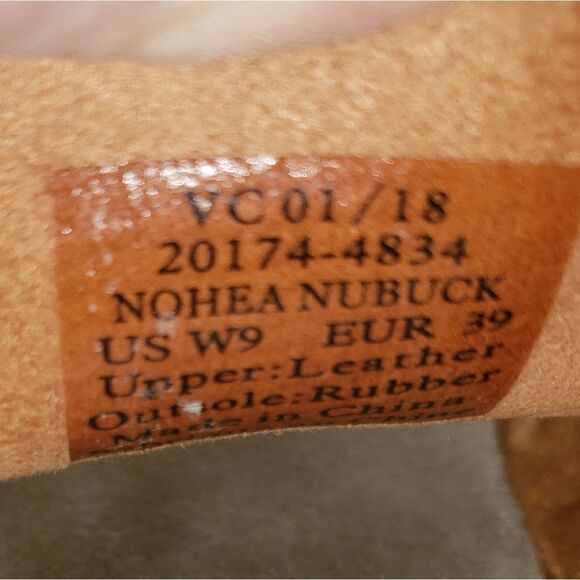 VC 01/18
20174-4834
NOHEA NUBUCK
US W9 EUR 39
Upper:Leather
Outsole:Rubber
Made in China